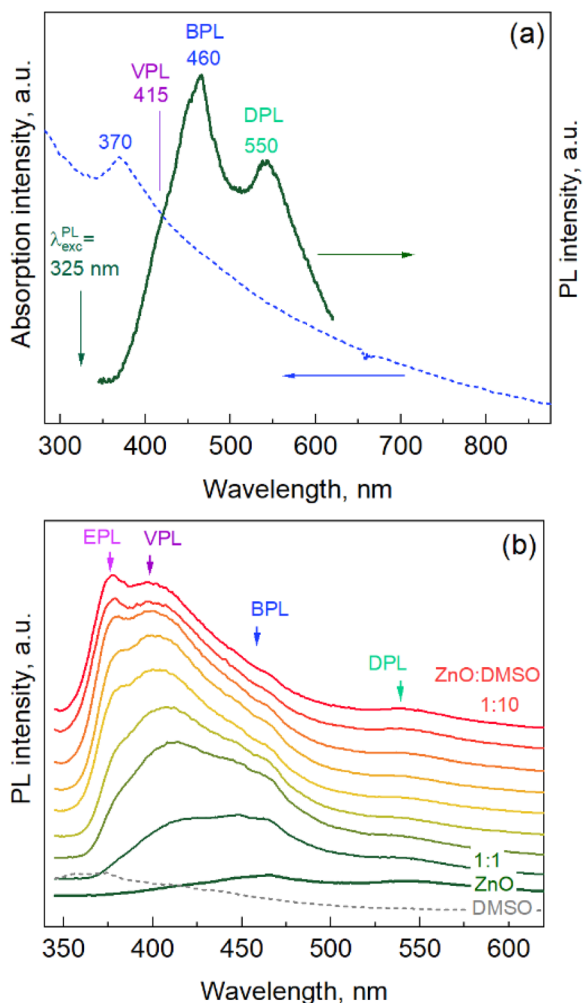 (a)
BPL
460
VPL
415
DPL
550
370
λPLexc=
325 nm
Absorption intensity, a.u.
PL intensity, a.u.
300 400 500 600 700 800
Wavelength, nm
(b)
EPL
VPL
BPL
DPL
ZnO:DMSO
1:10
1:1
ZnO
DMSO
PL intensity, a.u.
350 400 450 500 550 600
Wavelength, nm